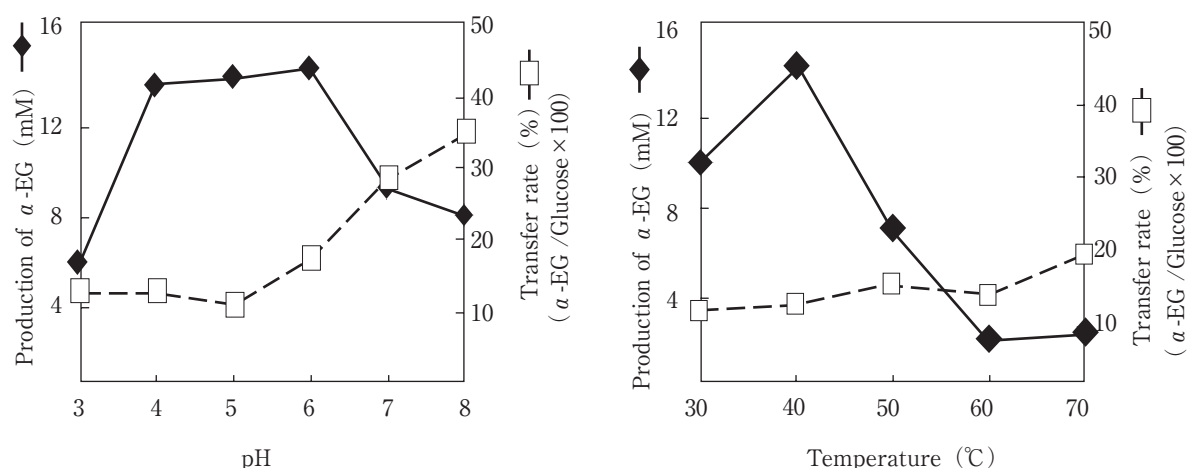 Production of α-EG (mM)
16
12
8
4
50
40
30
20
10
Transfer rate (%)
(α-EG /Glucose×100)
3 4 5 6 7 8
pH
Production of α-EG (mM)
16
12
8
4
50
40
30
20
10
Transfer rate (%)
(α-EG /Glucose×100)
30 40 50 60 70
Temperature (℃)